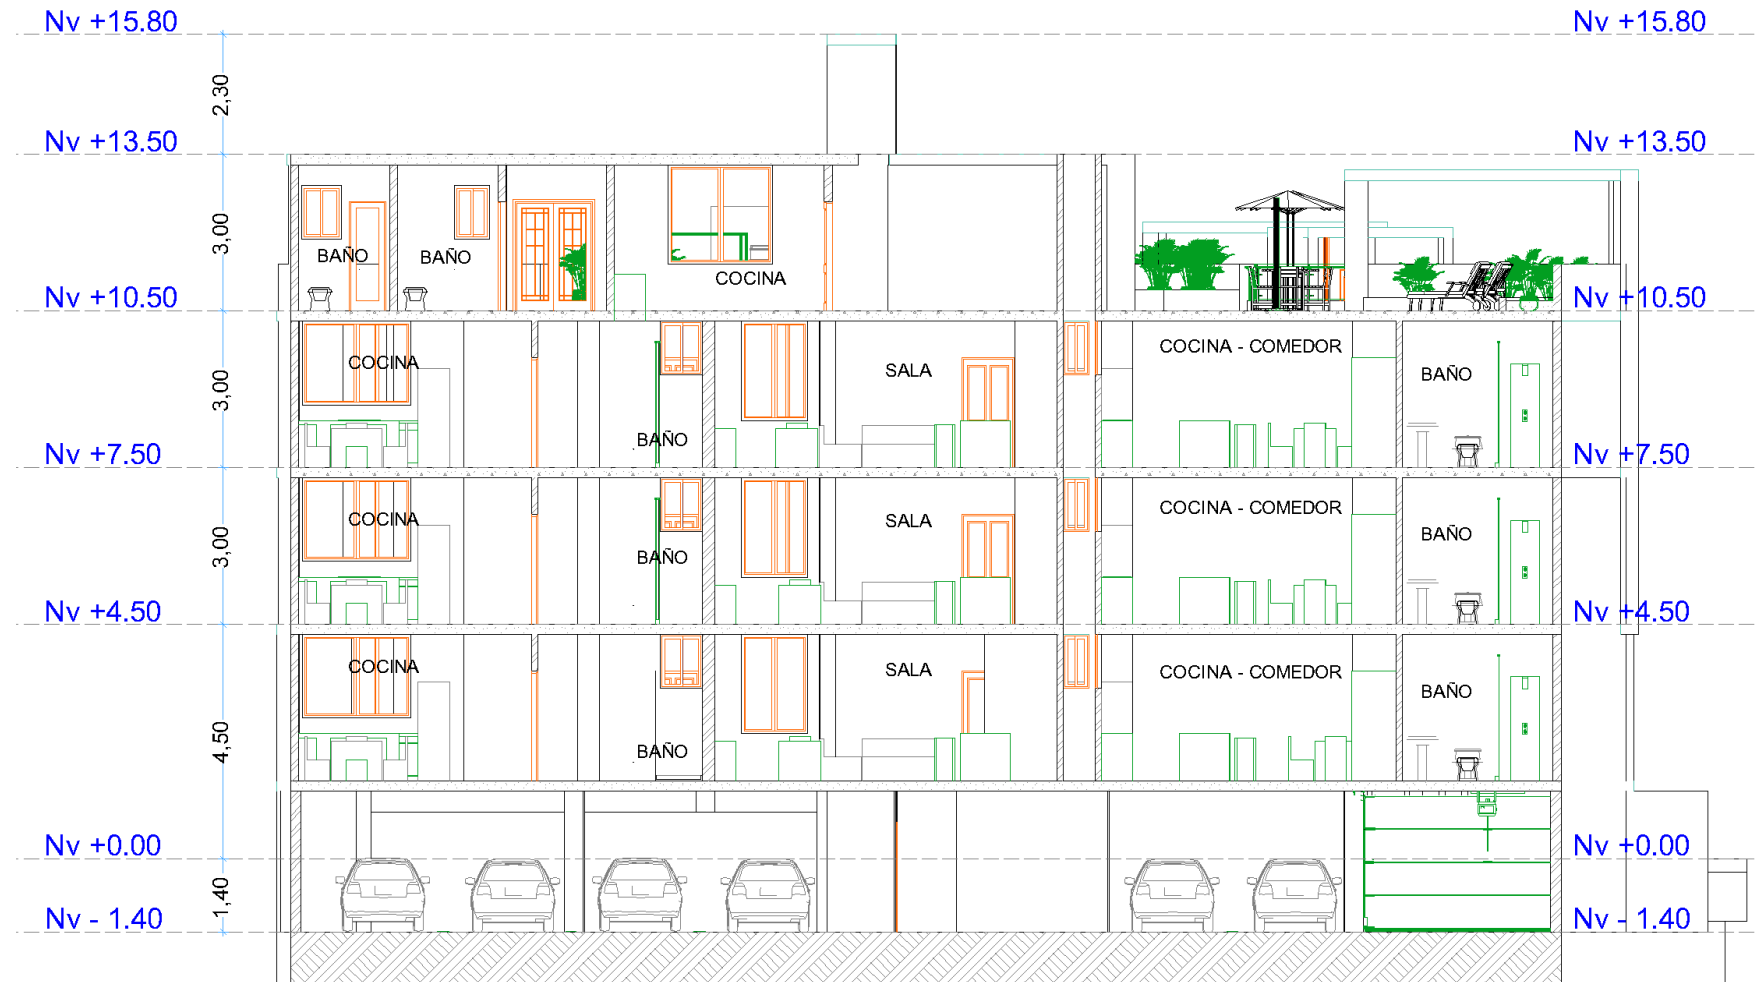 Nv +15.80
Nv +15.80
2,30
Nv +13.50
Nv +13.50
3,00
BAÑO
BAÑO
COCINA
Nv +10.50
Nv +10.50
3,00
COCINA
SALA
COCINA - COMEDOR
BAÑO
BAÑO
Nv +7.50
Nv +7.50
3,00
COCINA
SALA
COCINA - COMEDOR
BAÑO
BAÑO
Nv +4.50
Nv +4.50
4,50
COCINA
SALA
COCINA - COMEDOR
BAÑO
BAÑO
Nv +0.00
Nv +0.00
1,40
Nv - 1.40
Nv - 1.40